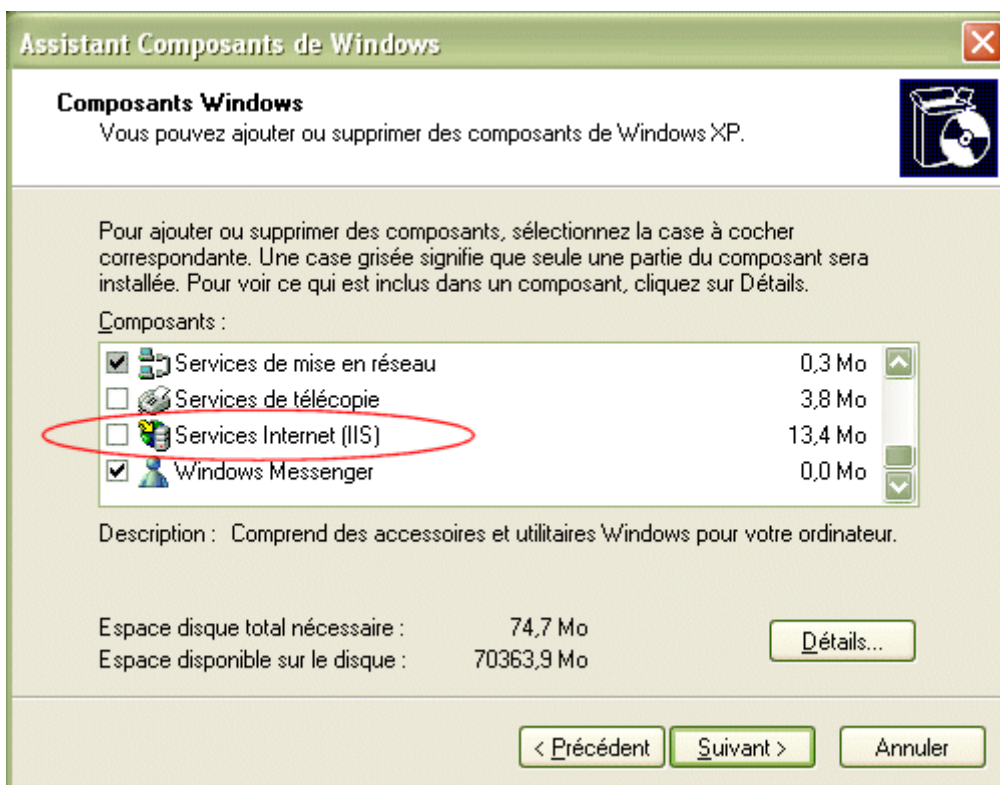 Assistant Composants de Windows
Composants Windows
Vous pouvez ajouter ou supprimer des composants de Windows XP.
Pour ajouter ou supprimer des composants, sélectionnez la case à cocher
correspondante. Une case grisée signifie que seule une partie du composant sera
installée. Pour voir ce qui est inclus dans un composant, cliquez sur Détails.
Composants :
Services de mise en réseau 0,3 Mo
Services de télécopie 3,8 Mo
Services Internet (IIS) 13,4 Mo
Windows Messenger 0,0 Mo
Description : Comprend des accessoires et utilitaires Windows pour votre ordinateur.
Espace disque total nécessaire : 74,7 Mo
Espace disponible sur le disque : 70363,9 Mo
Détails...
< Précédent Suivant > Annuler